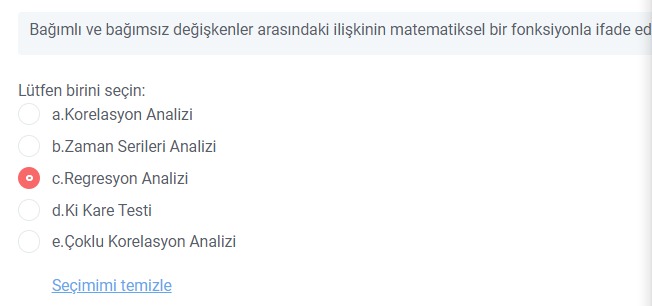 Bağımlı ve bağımsız değişkenler arasındaki ilişkinin matematiksel bir fonksiyonla ifade ed
Lütfen birini seçin:
a.Korelasyon Analizi
b.Zaman Serileri Analizi
c.Regresyon Analizi
d.Ki Kare Testi
e.Çoklu Korelasyon Analizi
Seçimimi temizle